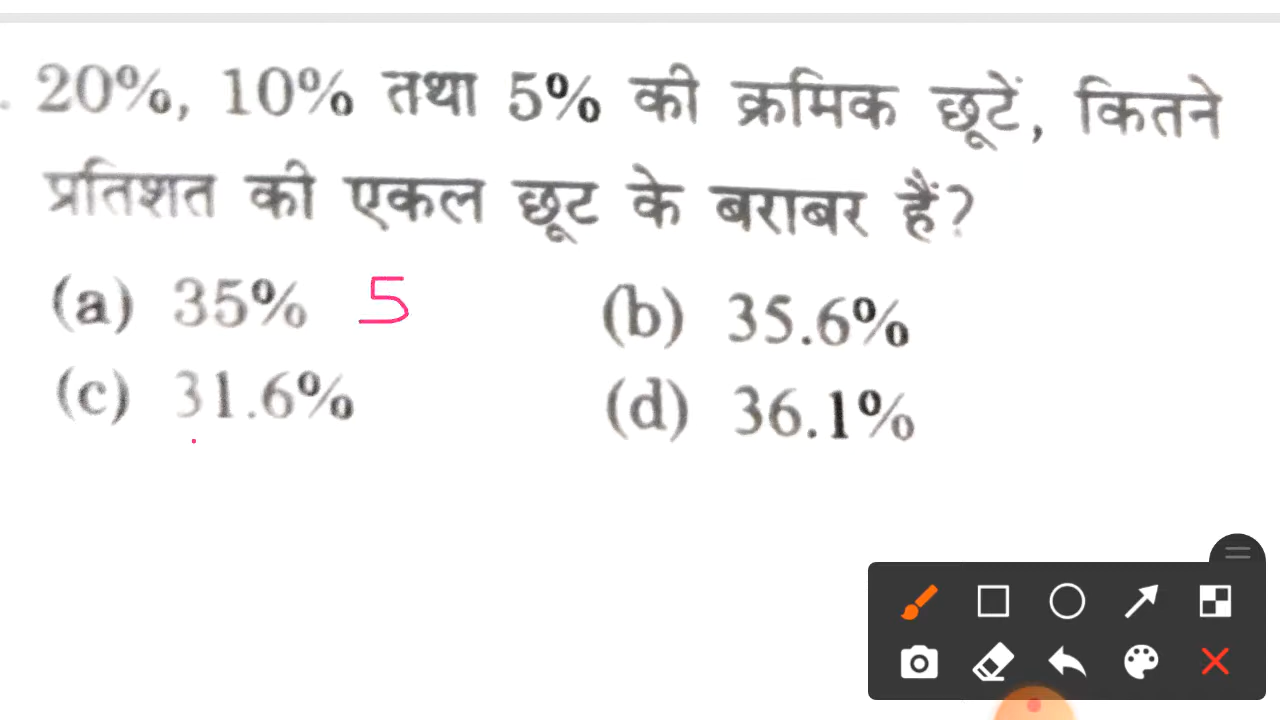 20%, 10% तथा 5% की क्रमिक छूटें, कितने
प्रतिशत की एकल छूट के बराबर हैं?
(a) 35% 5 (b) 35.6%
(c) 31.6% (d) 36.1%